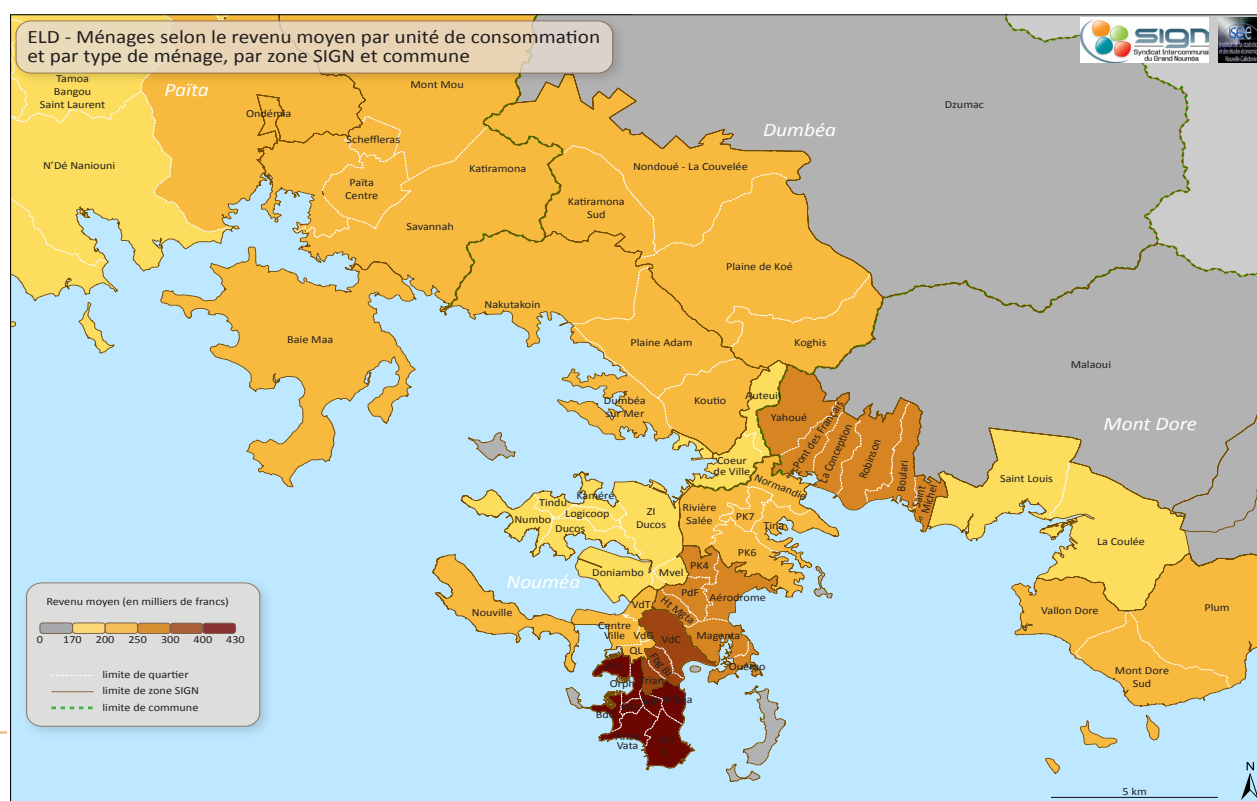 ELD - Ménages selon le revenu moyen par unité de consommation
et par type de ménage, par zone SIGN et commune
SIGN
Syndicat Intercommunal
du Grand Nouméa
isee
Tamoa
Bangou
Saint Laurent
Païta
Mont Mou
Ondémia
Dzumac
Dumbéa
Scheffleras
N'Dé Naniouni
Katiramona
Nondoué - La Couvelée
Païta
Centre
Katiramona
Sud
Savannah
Plaine de Koé
Nakutakoin
Baie Maa
Plaine Adam
Koghis
Malaoui
Auteuil
Dumbéa
sur Mer
Koutio
Yahoué
Pont des Français
La Conception
Robinson
Boulari
Saint
Michel
Mont Dore
Coeur
de Ville
Normandie
Saint Louis
Kaméré
Tindu
Logicoop
Numbo
Ducos
ZI
Ducos
Rivière
Salée
PK7
Tina
La Coulée
PK6
Doniambo
Mvel
PK4
Nouméa
PdF
Aérodrome
Nouville
VdT
Ht Mgta
Vallon Dore
Plum
Centre
Ville
VdG
VdC
Magenta
QL
Fbg Bl
Ouémo
Orph
Trian
Mont Dore
Sud
Vata
Revenu moyen (en milliers de francs)
0 170 200 250 300 400 430
limite de quartier
limite de zone SIGN
limite de commune
N
5 km